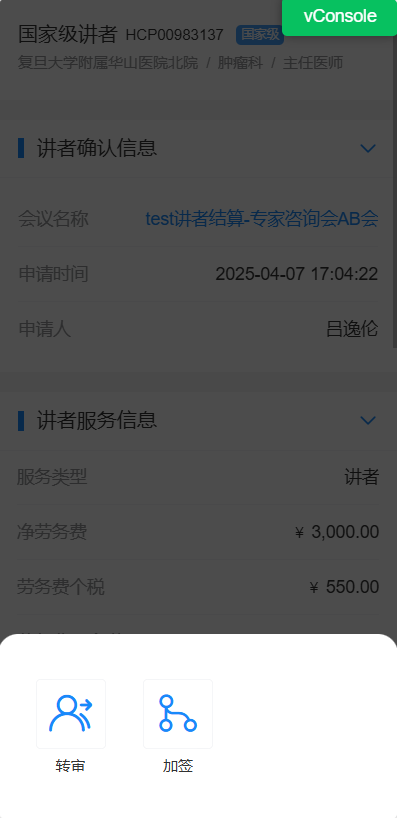 vConsole
国家级讲者 HCP00983137 国家级
复旦大学附属华山医院北院 / 肿瘤科 / 主任医师
讲者确认信息
会议名称 test讲者结算-专家咨询会AB会
申请时间 2025-04-07 17:04:22
申请人 吕逸伦
讲者服务信息
服务类型 讲者
净劳务费 ¥ 3,000.00
劳务费个税 ¥ 550.00
转审 加签